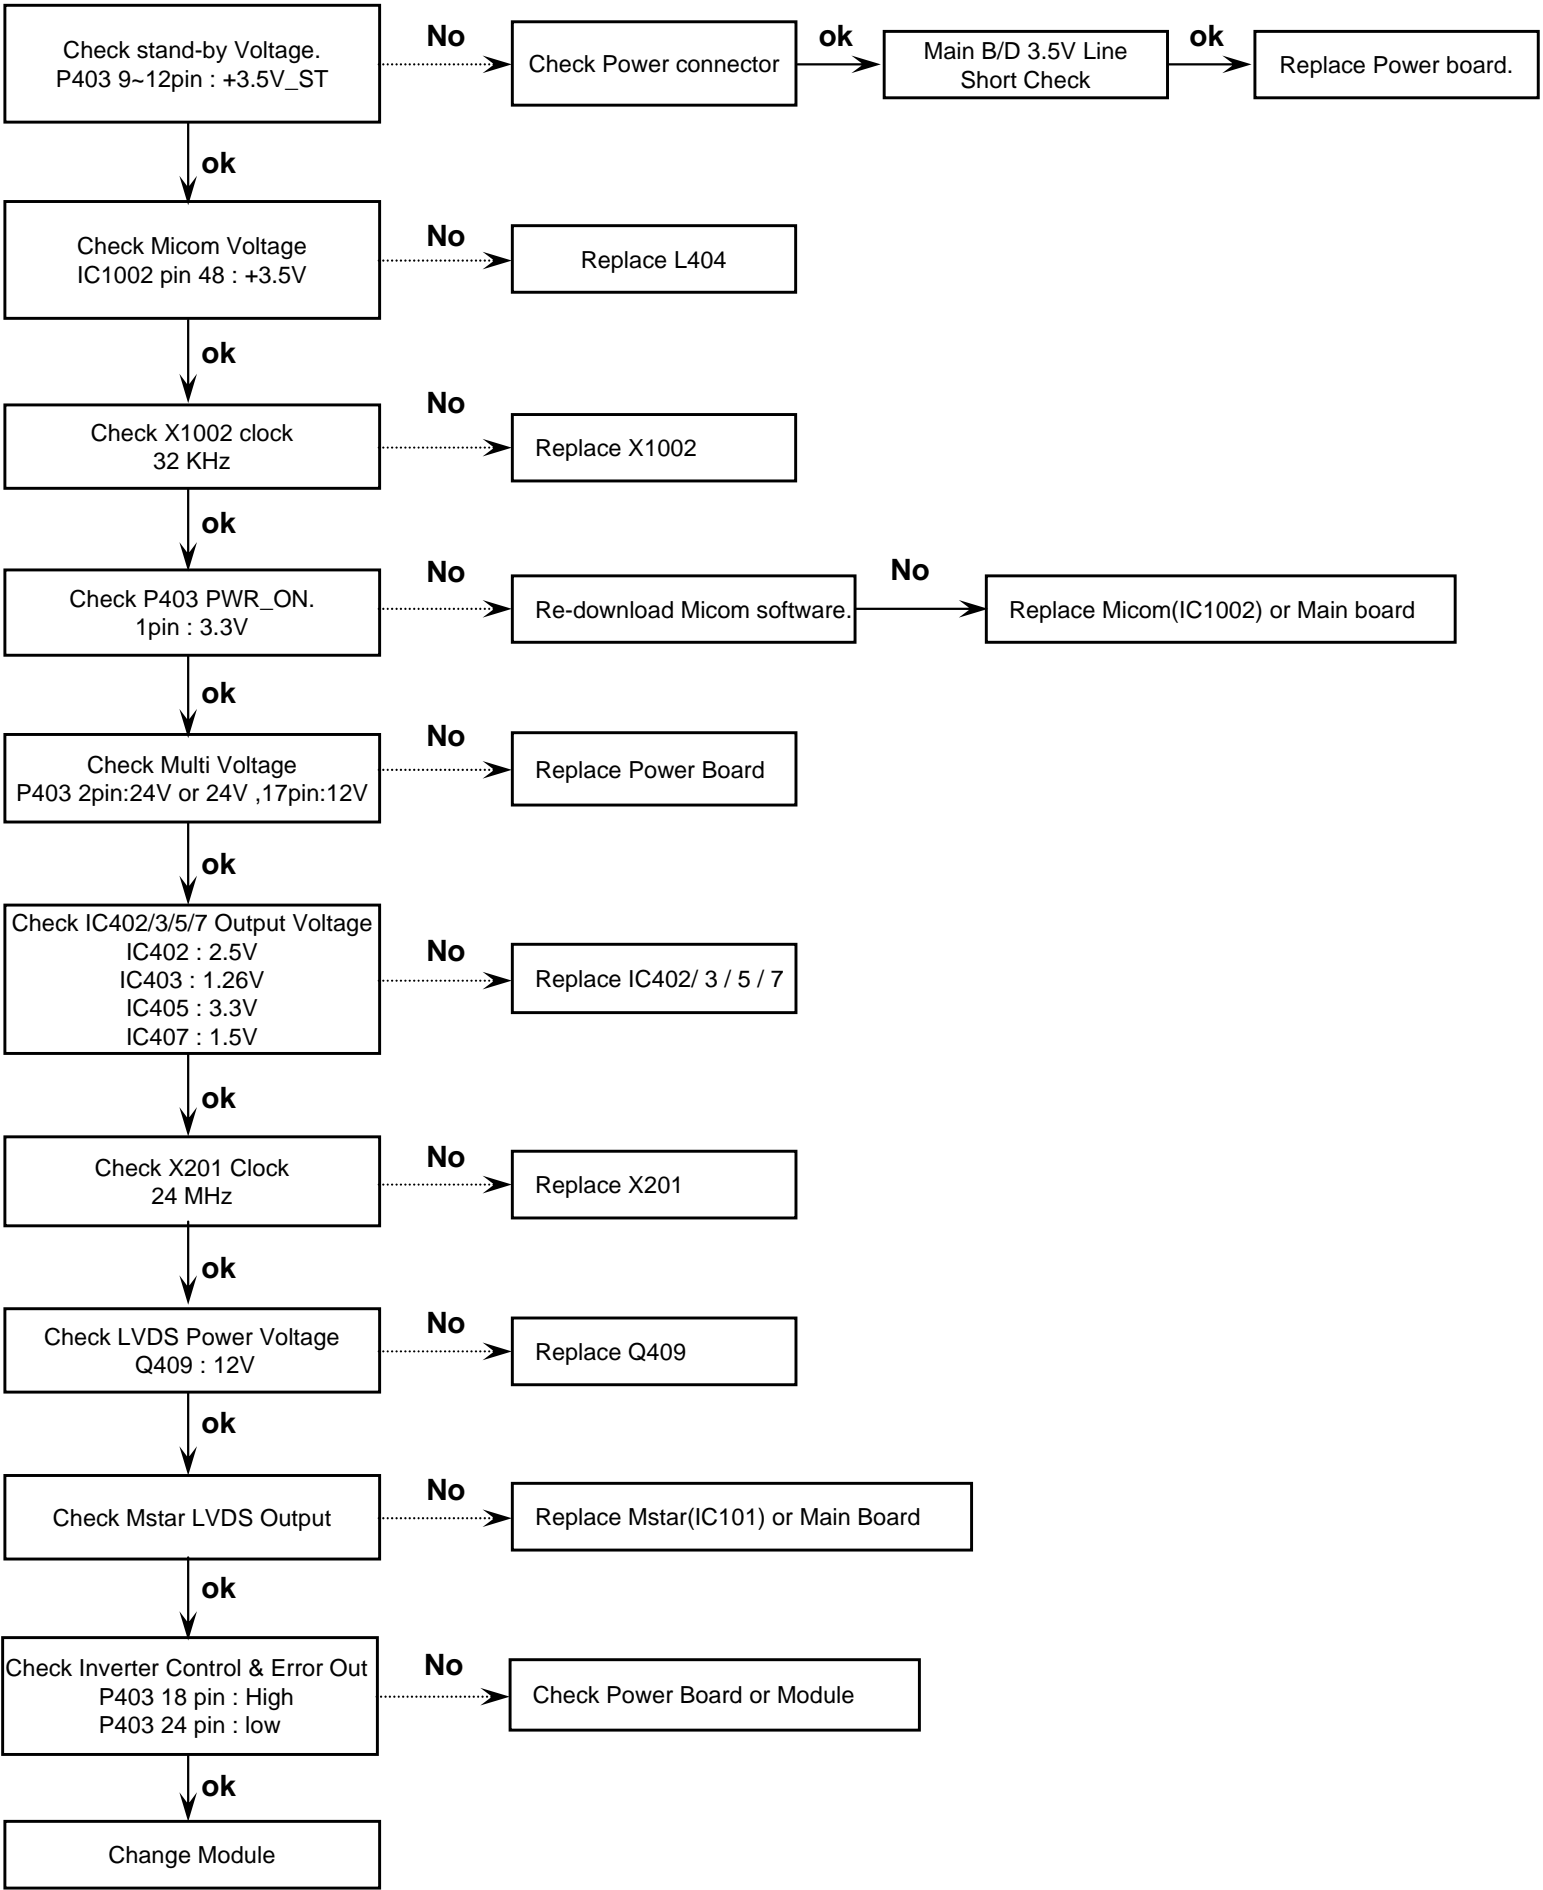 Check stand-by Voltage.
P403 9~12pin : +3.5V_ST
No
Check Power connector
ok
Main B/D 3.5V Line
Short Check
ok
Replace Power board.
ok
Check Micom Voltage
IC1002 pin 48 : +3.5V
No
Replace L404
ok
Check X1002 clock
32 KHz
No
Replace X1002
ok
Check P403 PWR_ON.
1pin : 3.3V
No
Re-download Micom software.
No
Replace Micom(IC1002) or Main board
ok
Check Multi Voltage
P403 2pin:24V or 24V ,17pin:12V
No
Replace Power Board
ok
Check IC402/3/5/7 Output Voltage
IC402 : 2.5V
IC403 : 1.26V
IC405 : 3.3V
IC407 : 1.5V
No
Replace IC402/ 3 / 5 / 7
ok
Check X201 Clock
24 MHz
No
Replace X201
ok
Check LVDS Power Voltage
Q409 : 12V
No
Replace Q409
ok
Check Mstar LVDS Output
No
Replace Mstar(IC101) or Main Board
ok
Check Inverter Control & Error Out
P403 18 pin : High
P403 24 pin : low
No
Check Power Board or Module
ok
Change Module